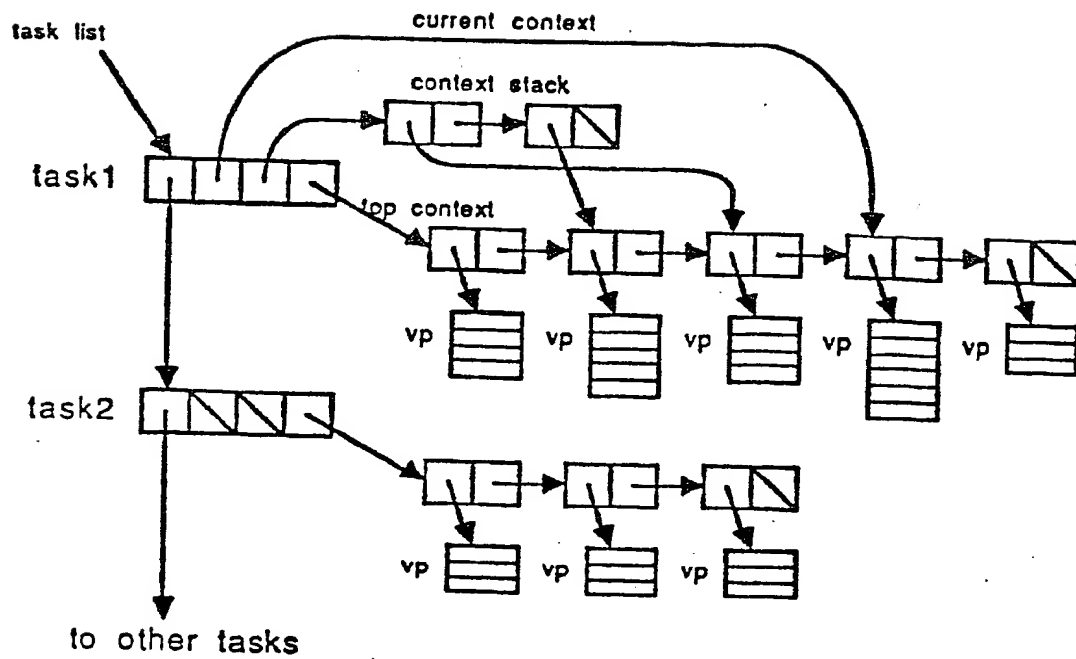 current context
task list
context stack
task1
top context
vp
vp
vp
vp
vp
task2
vp
vp
vp
to other tasks